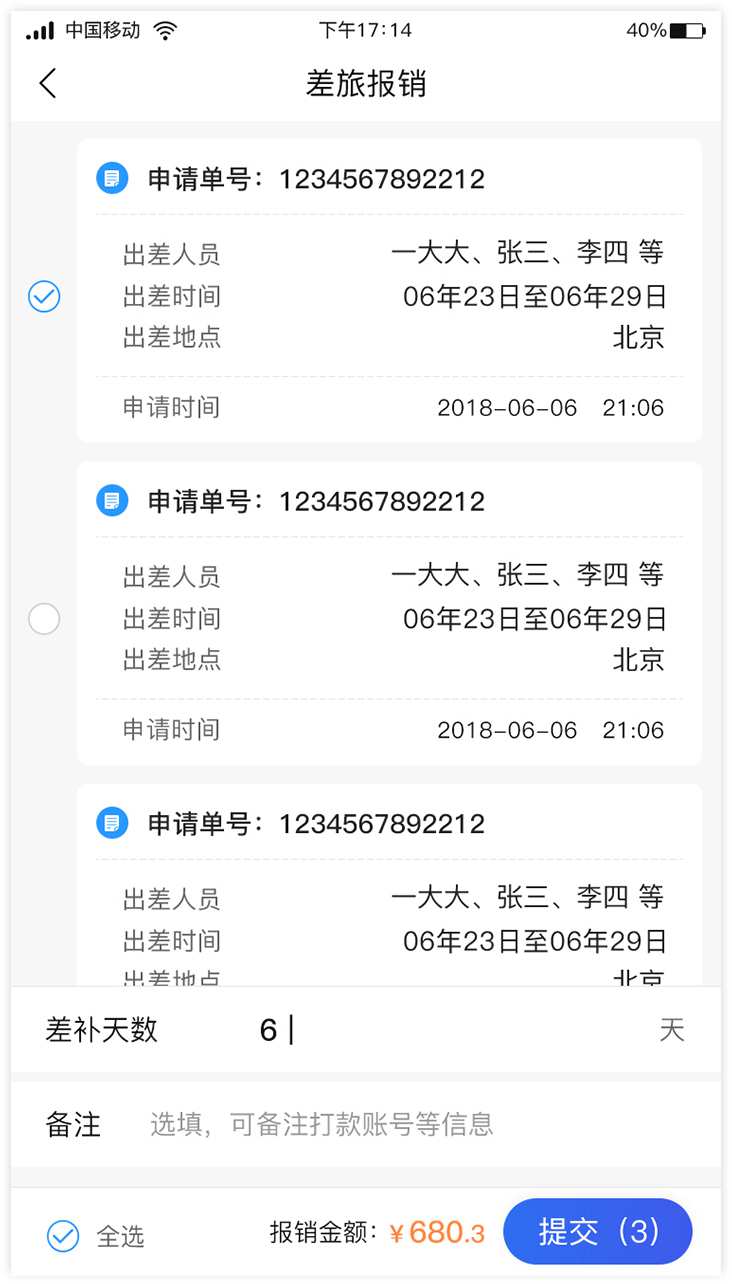 中国移动 下午17:14 40%
差旅报销
申请单号：1234567892212
出差人员 一大大、张三、李四 等
出差时间 06年23日至06年29日
出差地点 北京
申请时间 2018-06-06 21:06
申请单号：1234567892212
出差人员 一大大、张三、李四 等
出差时间 06年23日至06年29日
出差地点 北京
申请时间 2018-06-06 21:06
申请单号：1234567892212
出差人员 一大大、张三、李四 等
出差时间 06年23日至06年29日
出差地点 北京
差补天数 6 天
备注 选填，可备注打款账号等信息
全选 报销金额：¥680.3 提交（3）